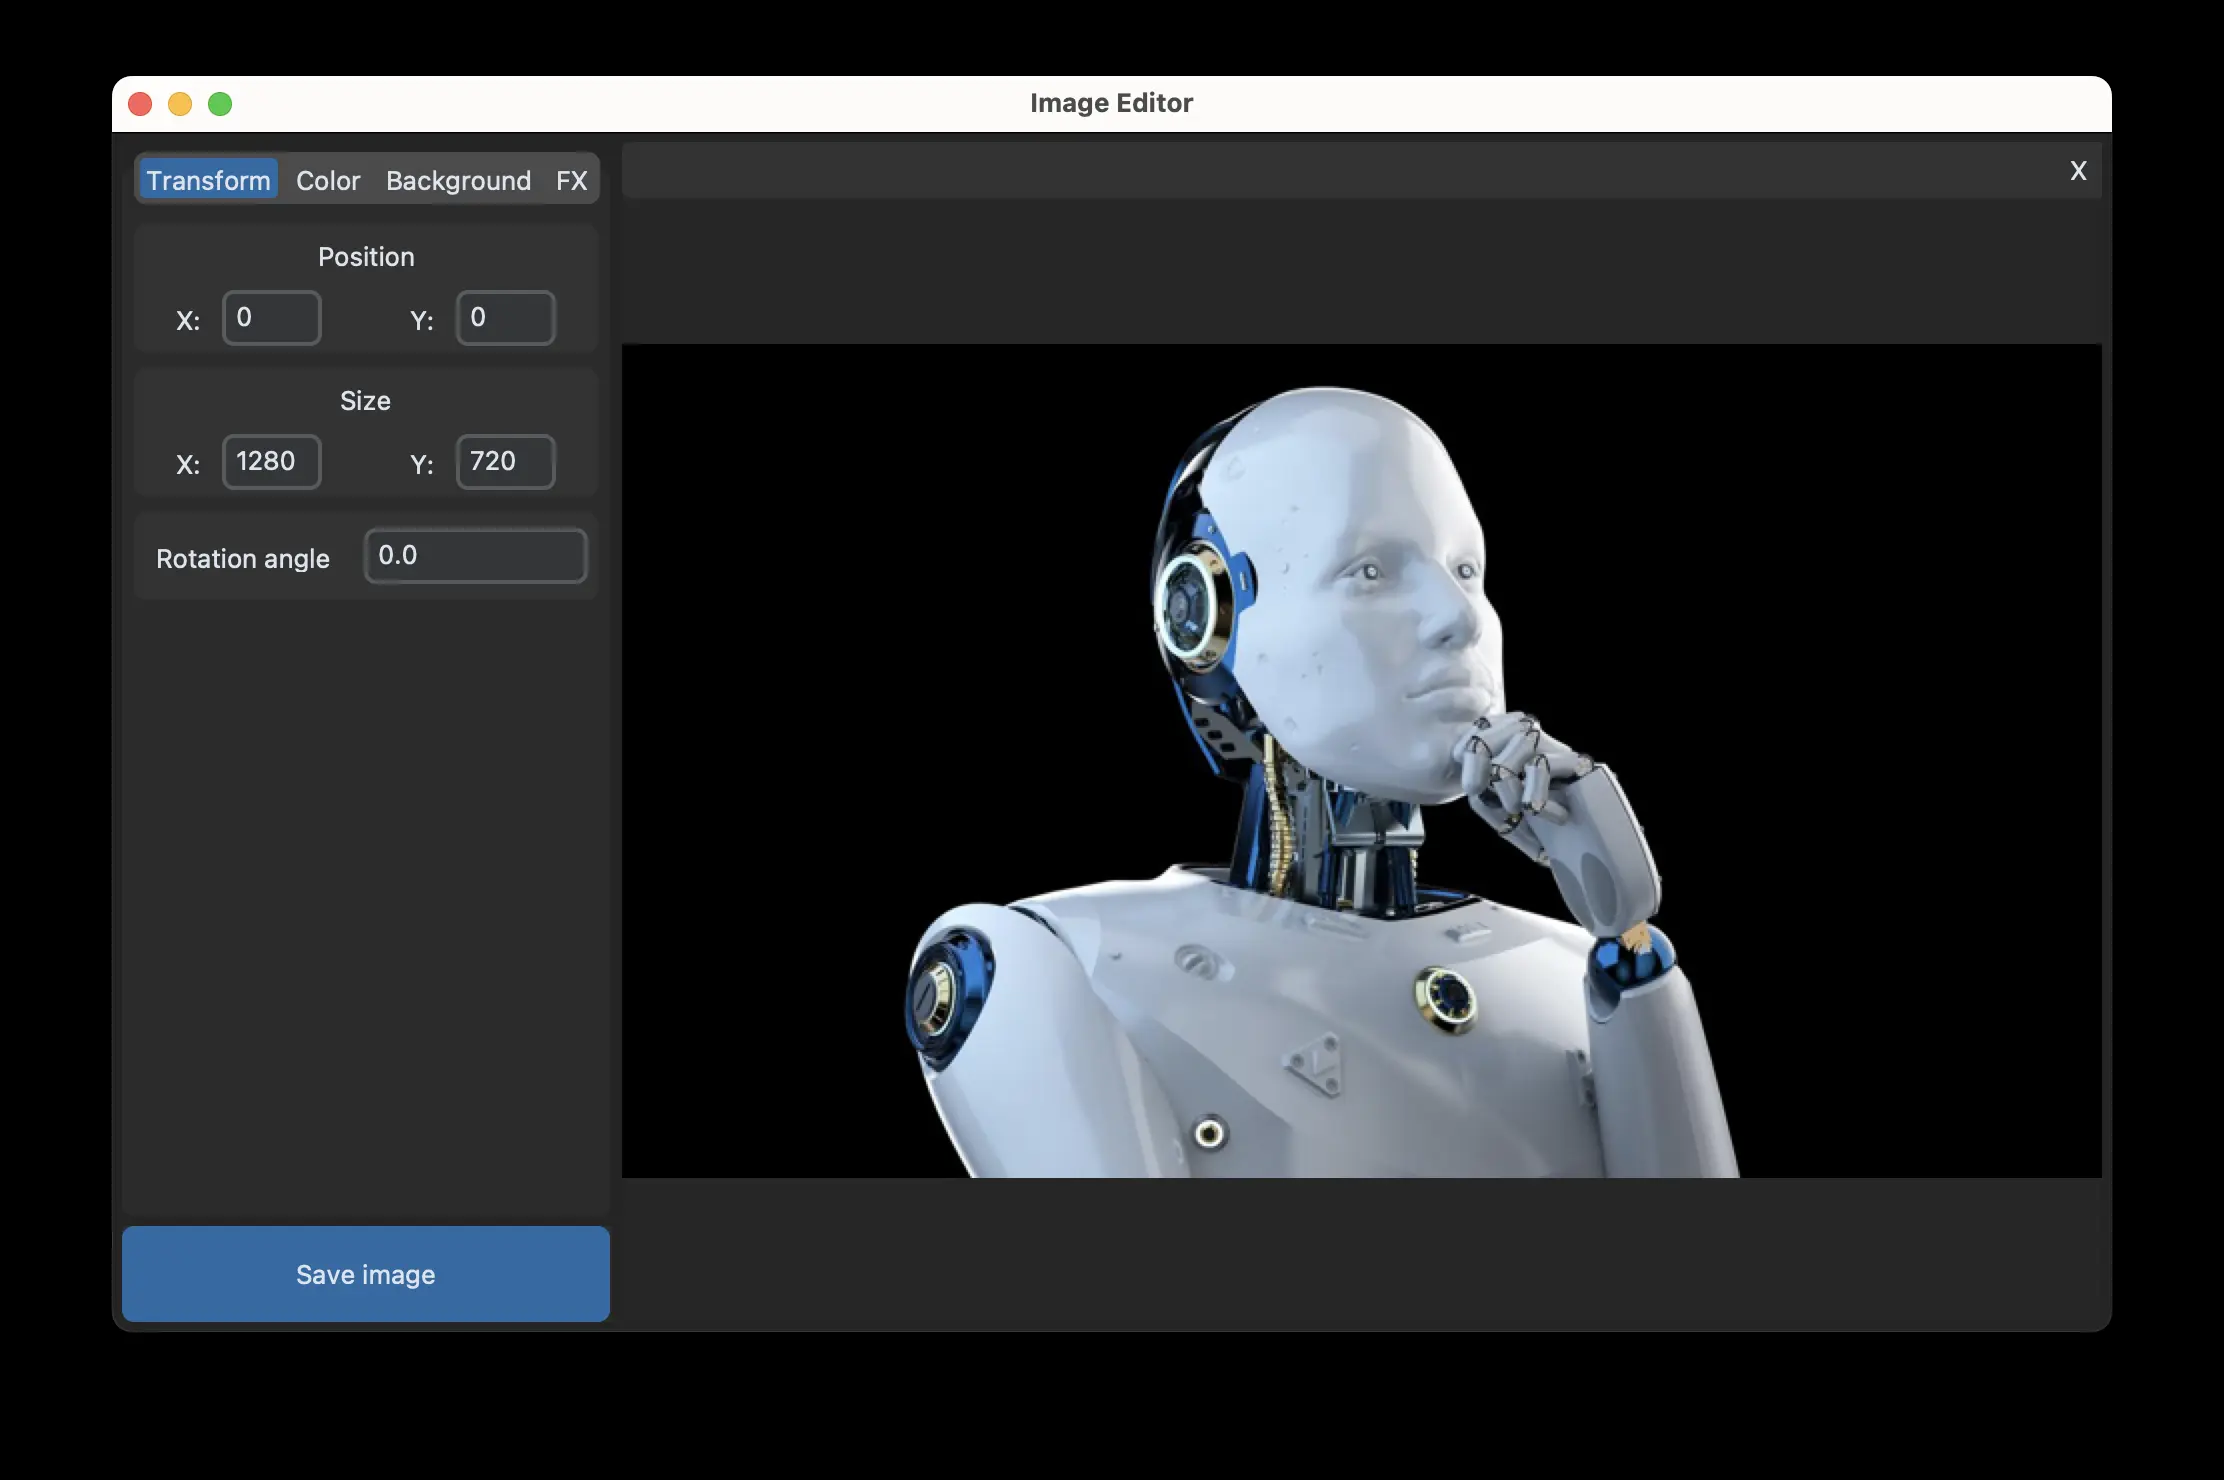 Image Editor
Transform Color Background FX
X
Position
X: 0 Y: 0
Size
X: 1280 Y: 720
Rotation angle 0.0
Save image